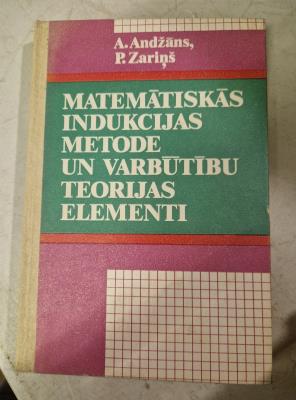 A. Andžāns,
P. Zariņš
MATEMĀTISKĀS
INDUKCIJAS
METODE
UN VARBŪTĪBU
TEORIJAS
ELEMENTI